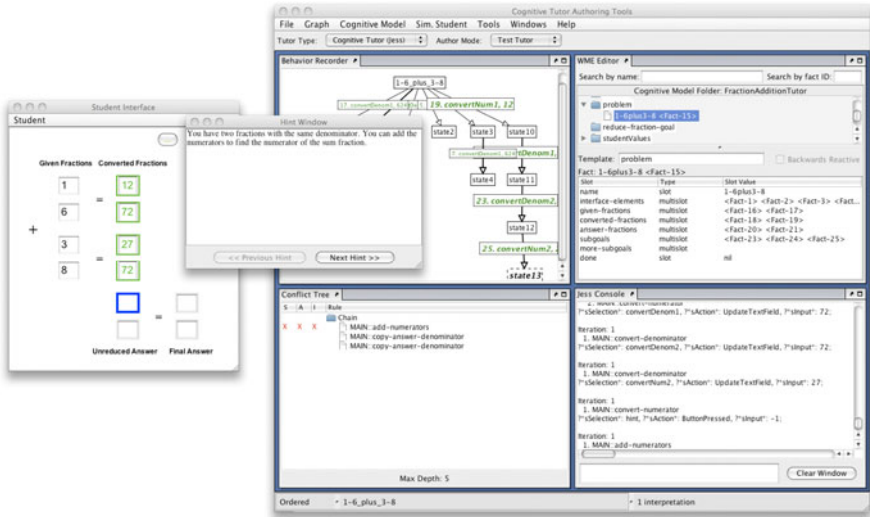 Cognitive Tutor Authoring Tools
File Graph Cognitive Model Sim. Student Tools Windows Help
Tutor Type: Cognitive Tutor (Jess) Author Mode: Test Tutor
Student Interface
Student
Given Fractions Converted Fractions
1 = 12
6 72
+
3 = 27
8 72
=
Unreduced Answer Final Answer
Hint Window
You have two fractions with the same denominator. You can add the
numerators to find the numerator of the sum fraction.
<< Previous Hint Next Hint >>
Behavior Recorder
1-6_plus_3-8
19. convertNum1, 12
state2 state3 state10
state4 state11
23. convertDenom2,
state12
25. convertNum2, 2
state13
WME Editor
Search by name: Search by fact ID:
Cognitive Model Folder: FractionAdditionTutor
problem
1-6plus3-8 <Fact-15>
reduce-fraction-goal
studentValues
Template: problem Backwards Reactive
Fact: 1-6plus3-8 <Fact-15>
Slot Type Slot Value
name slot 1-6plus3-8
interface-elements multislot <Fact-1> <Fact-2> <Fact-3> <Fact...
given-fractions multislot <Fact-16> <Fact-17>
converted-fractions multislot <Fact-18> <Fact-19>
answer-fractions multislot <Fact-20> <Fact-21>
subgoals multislot <Fact-23> <Fact-24> <Fact-25>
more-subgoals multislot
done slot nil
Conflict Tree
S A I Rule
Chain
X X X MAIN::add-numerators
MAIN::copy-answer-denominator
MAIN::copy-answer-denominator
Max Depth: 5
Jess Console
1. MAIN::convert-numerator
?*sSelection*: convertDenom1, ?*sAction*: UpdateTextField, ?*sInput*: 72;
Iteration: 1
1. MAIN::convert-denominator
?*sSelection*: convertDenom2, ?*sAction*: UpdateTextField, ?*sInput*: 72;
Iteration: 1
1. MAIN::convert-denominator
?*sSelection*: convertNum2, ?*sAction*: UpdateTextField, ?*sInput*: 27;
Iteration: 1
1. MAIN::convert-numerator
?*sSelection*: hint, ?*sAction*: ButtonPressed, ?*sInput*: -1;
Iteration: 1
1. MAIN::add-numerators
Clear Window
Ordered 1-6_plus_3-8 1 interpretation